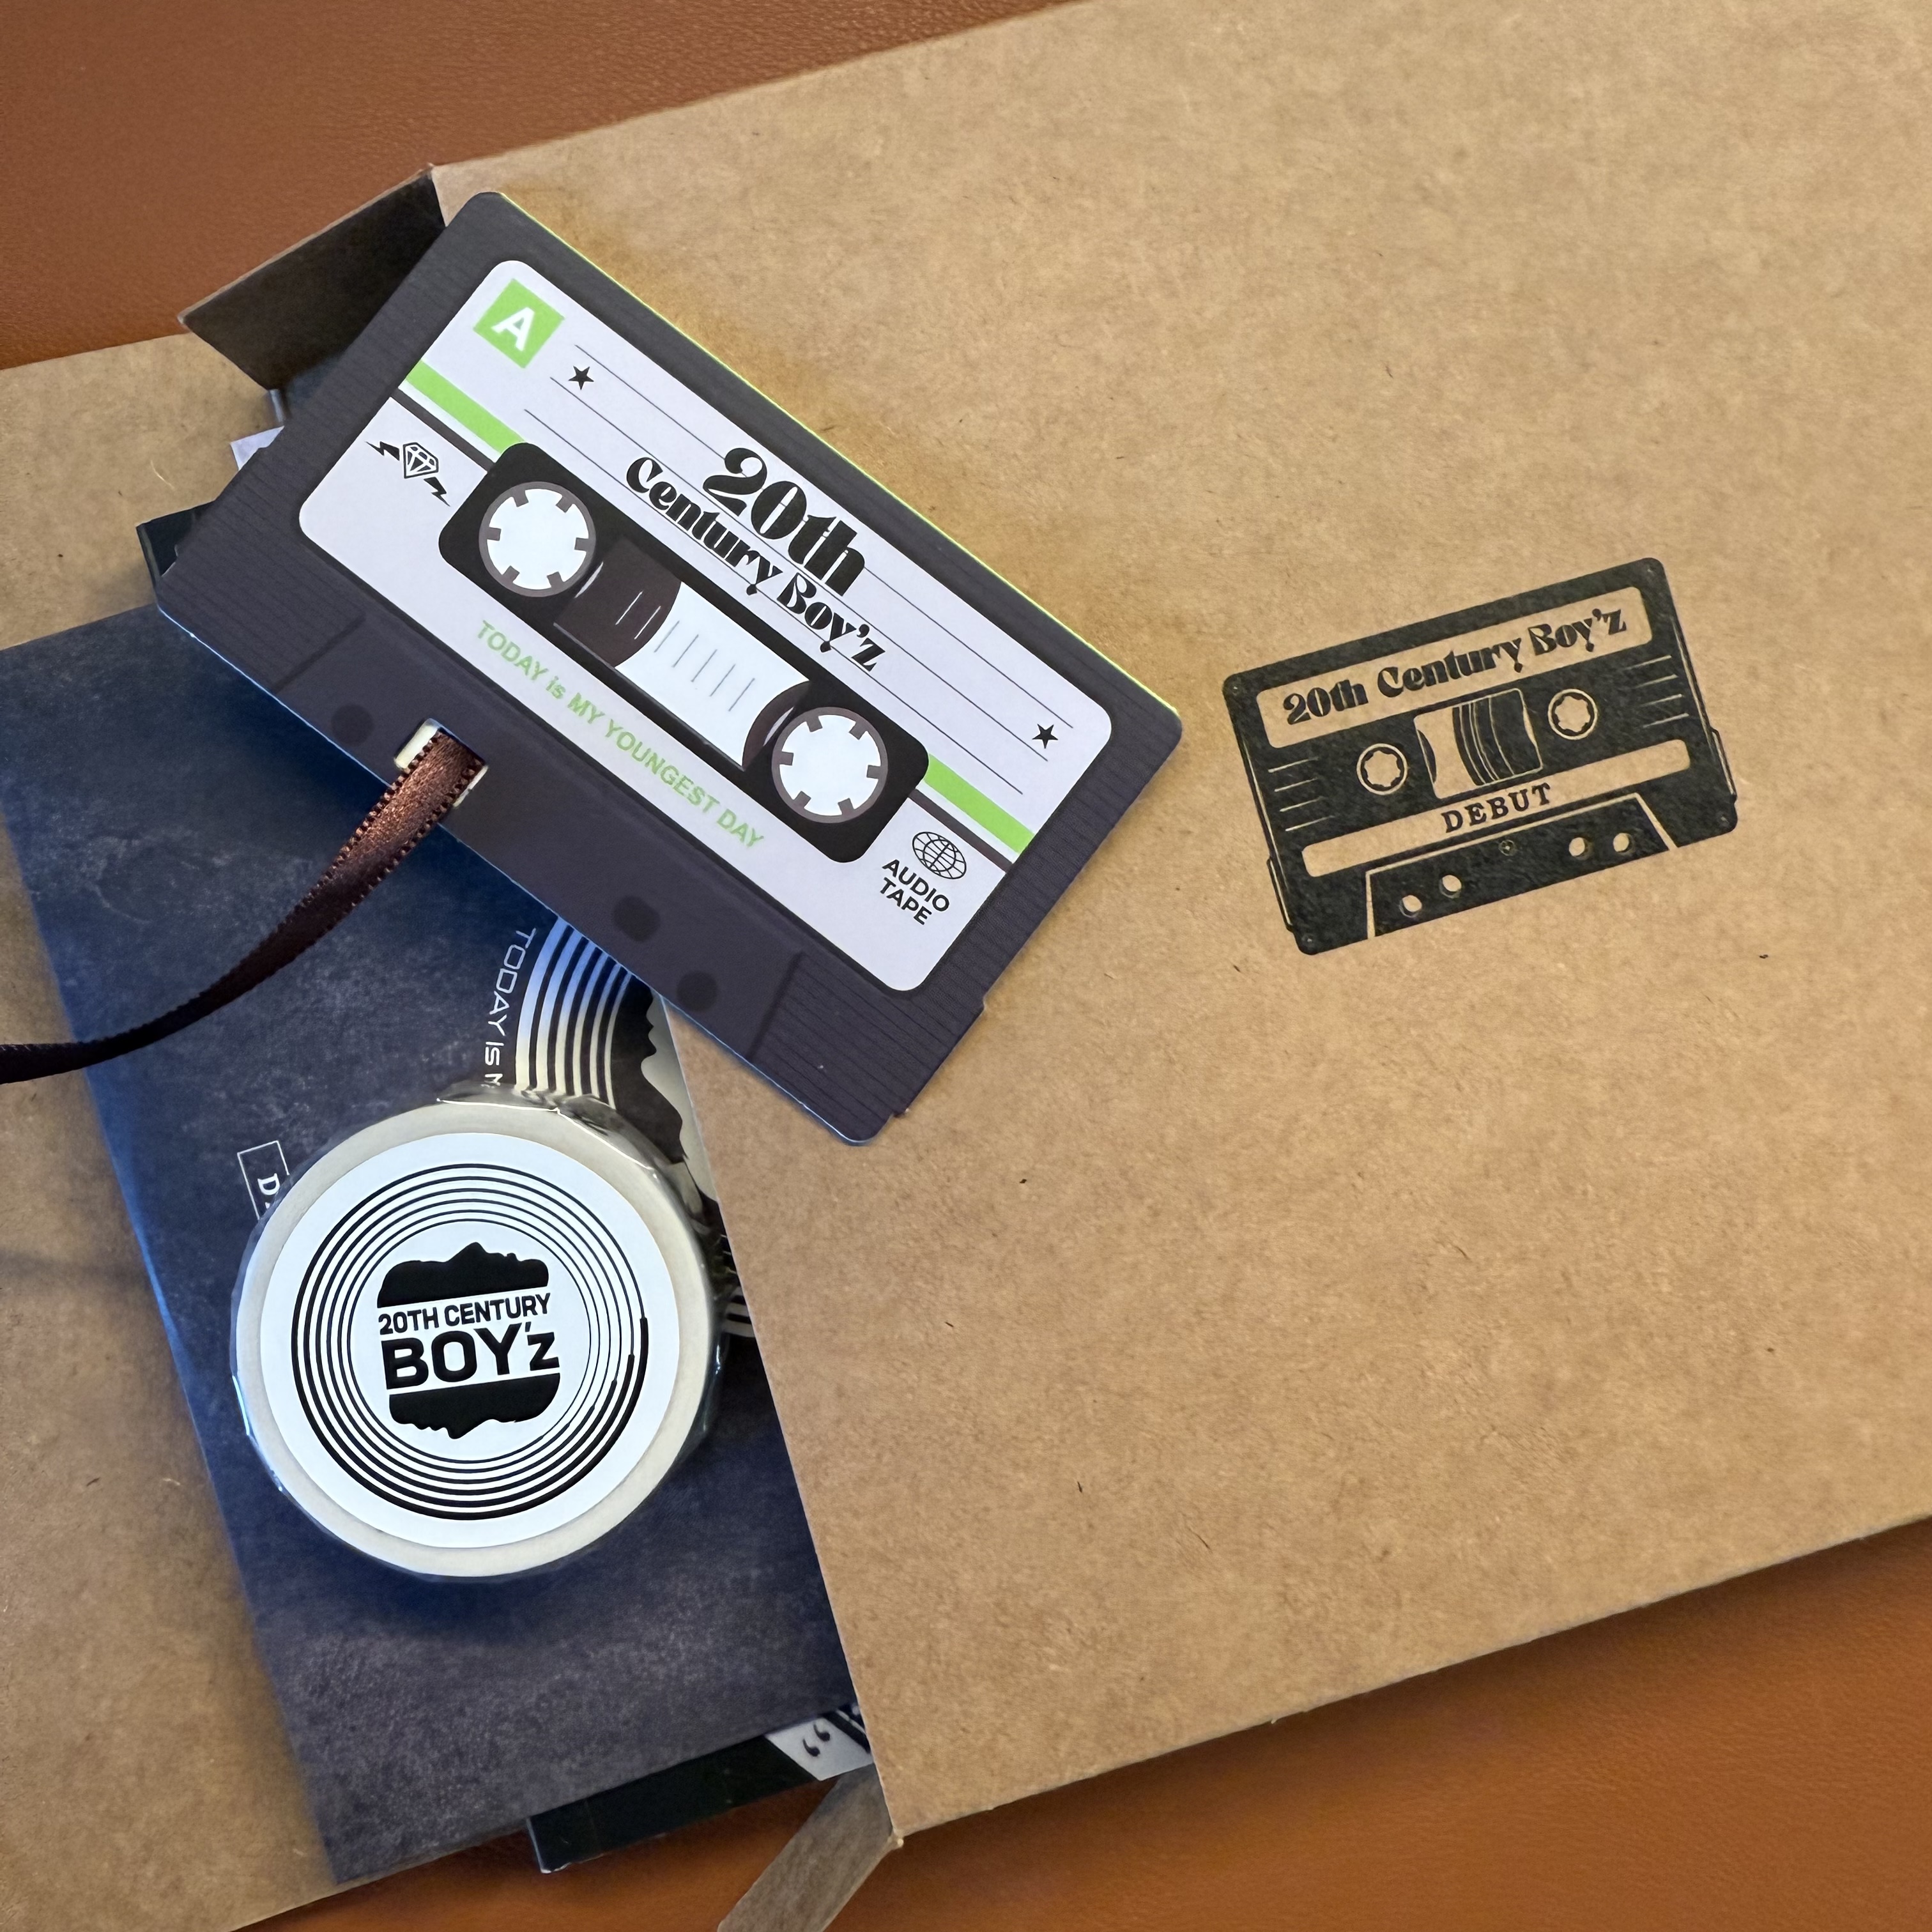 A
20th
Century Boy'z
TODAY is MY YOUNGEST DAY
AUDIO
TAPE
20th Century Boy'z
DEBUT
TODAY IS
20TH CENTURY
BOY'z